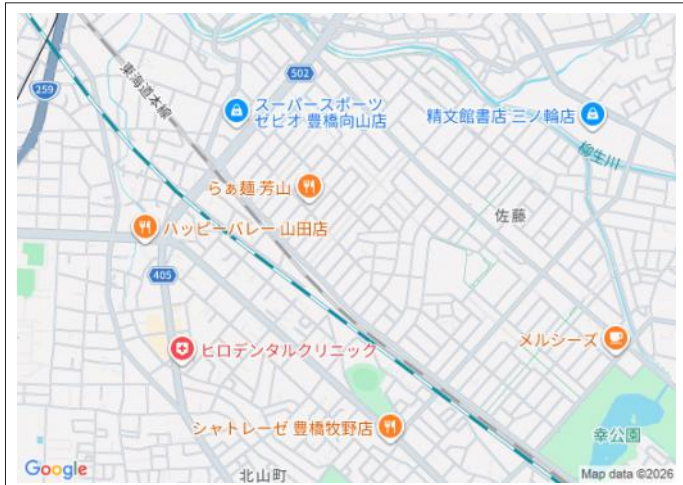 502
259
東海道本線
スーパースポーツ
ゼビオ 豊橋向山店
精文館書店 三ノ輪店
柳生川
らぁ麺 芳山
佐藤
ハッピーバレー 山田店
405
ヒロデンタルクリニック
メルシーズ
シャトレーゼ 豊橋牧野店
幸公園
北山町
Google
Map data ©2026